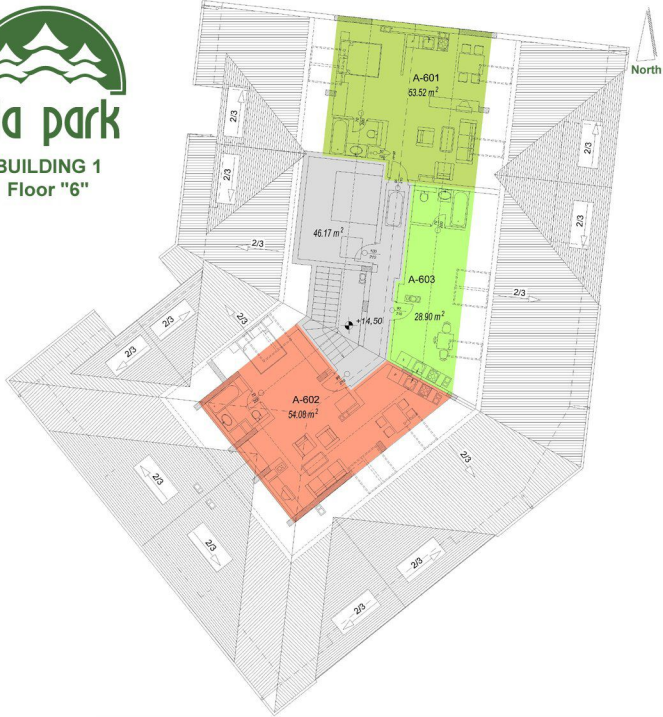 a park
BUILDING 1
Floor "6"
North
A-601
53.52 m²
46.17 m²
A-603
28.90 m²
+14,50
A-602
54.08 m²
2/3
2/3
2/3
2/3
2/3
2/3
2/3
2/3
2/3
2/3
2/3
2/3
2/3
2/3